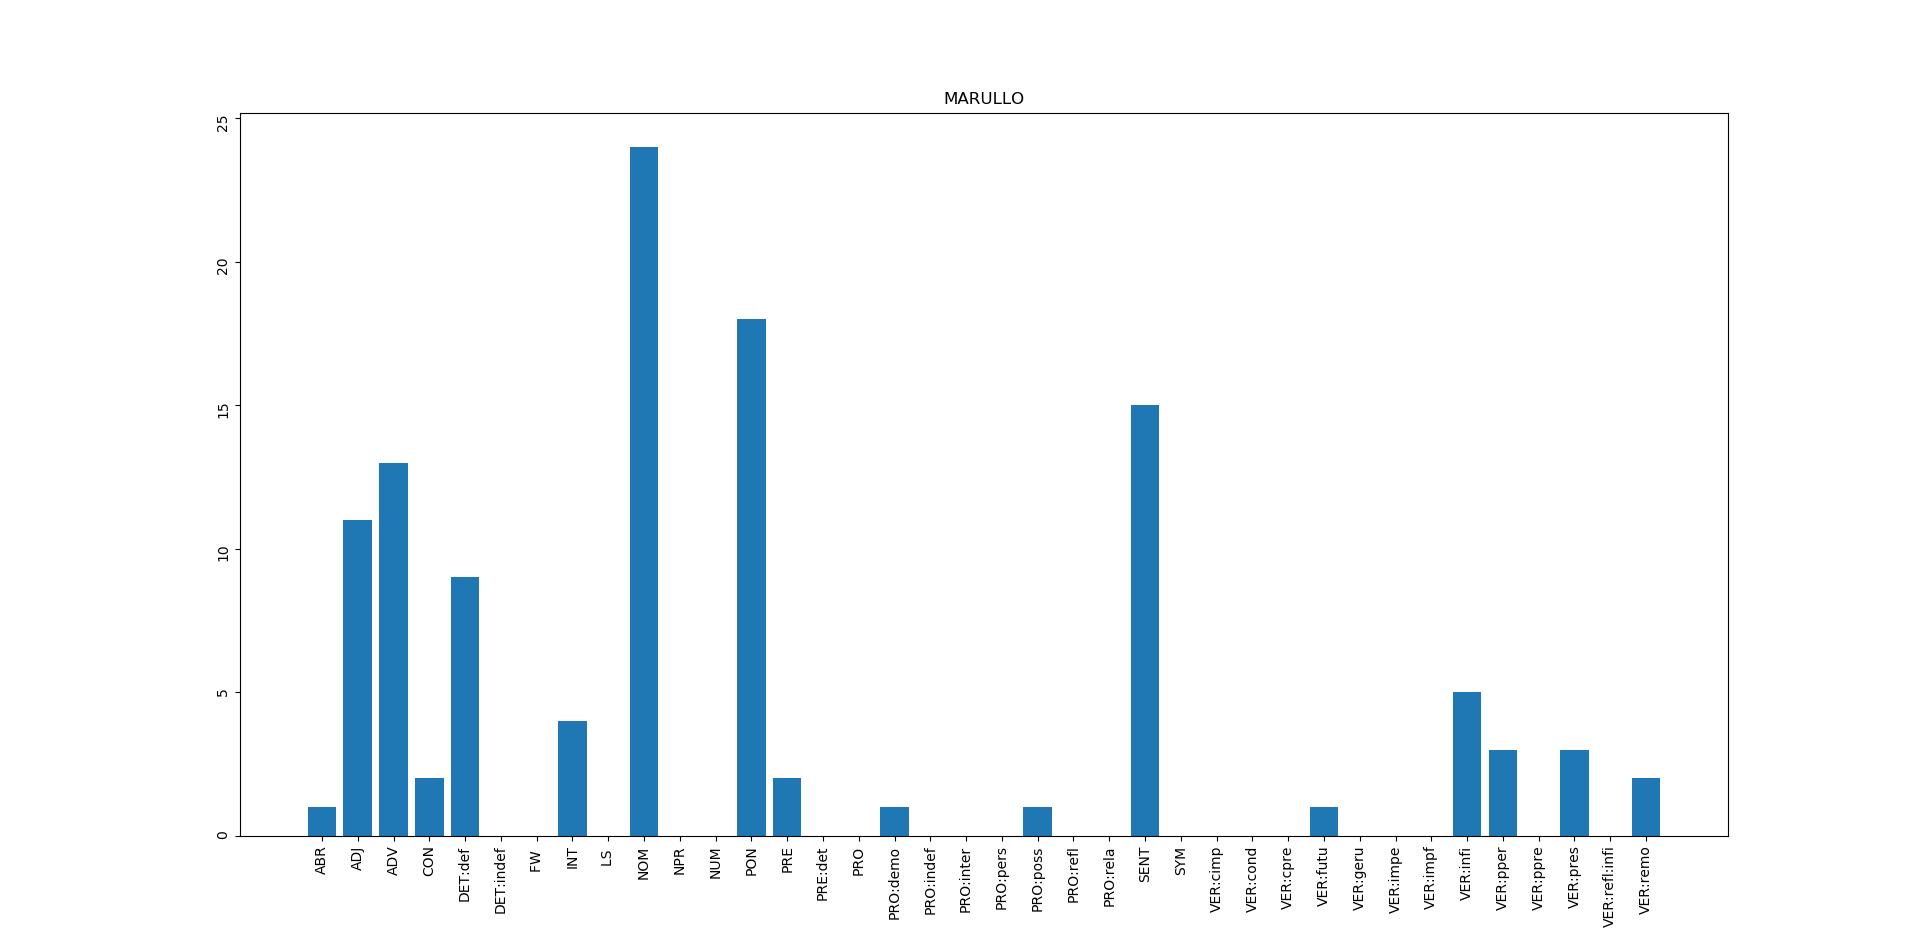 MARULLO
25
20
15
10
5
0
ABR
ADJ
ADV
CON
DET:def
DET:indef
FW
INT
LS
NOM
NPR
NUM
PON
PRE
PRE:det
PRO
PRO:demo
PRO:indef
PRO:inter
PRO:pers
PRO:poss
PRO:refl
PRO:rela
SENT
SYM
VER:cimp
VER:cond
VER:cpre
VER:futu
VER:geru
VER:impe
VER:impf
VER:infi
VER:pper
VER:ppre
VER:pres
VER:refl:infi
VER:remo